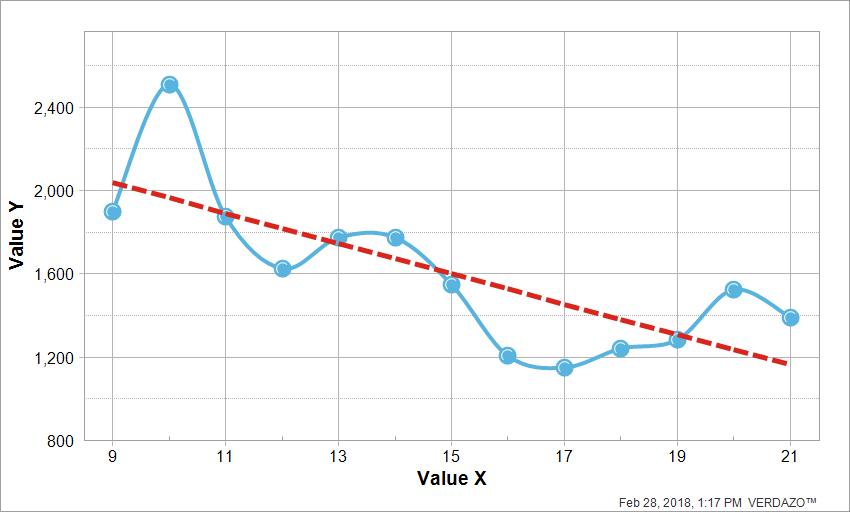 Value Y
2,400
2,000
1,600
1,200
800
9 11 13 15 17 19 21
Value X
Feb 28, 2018, 1:17 PM VERDAZO™